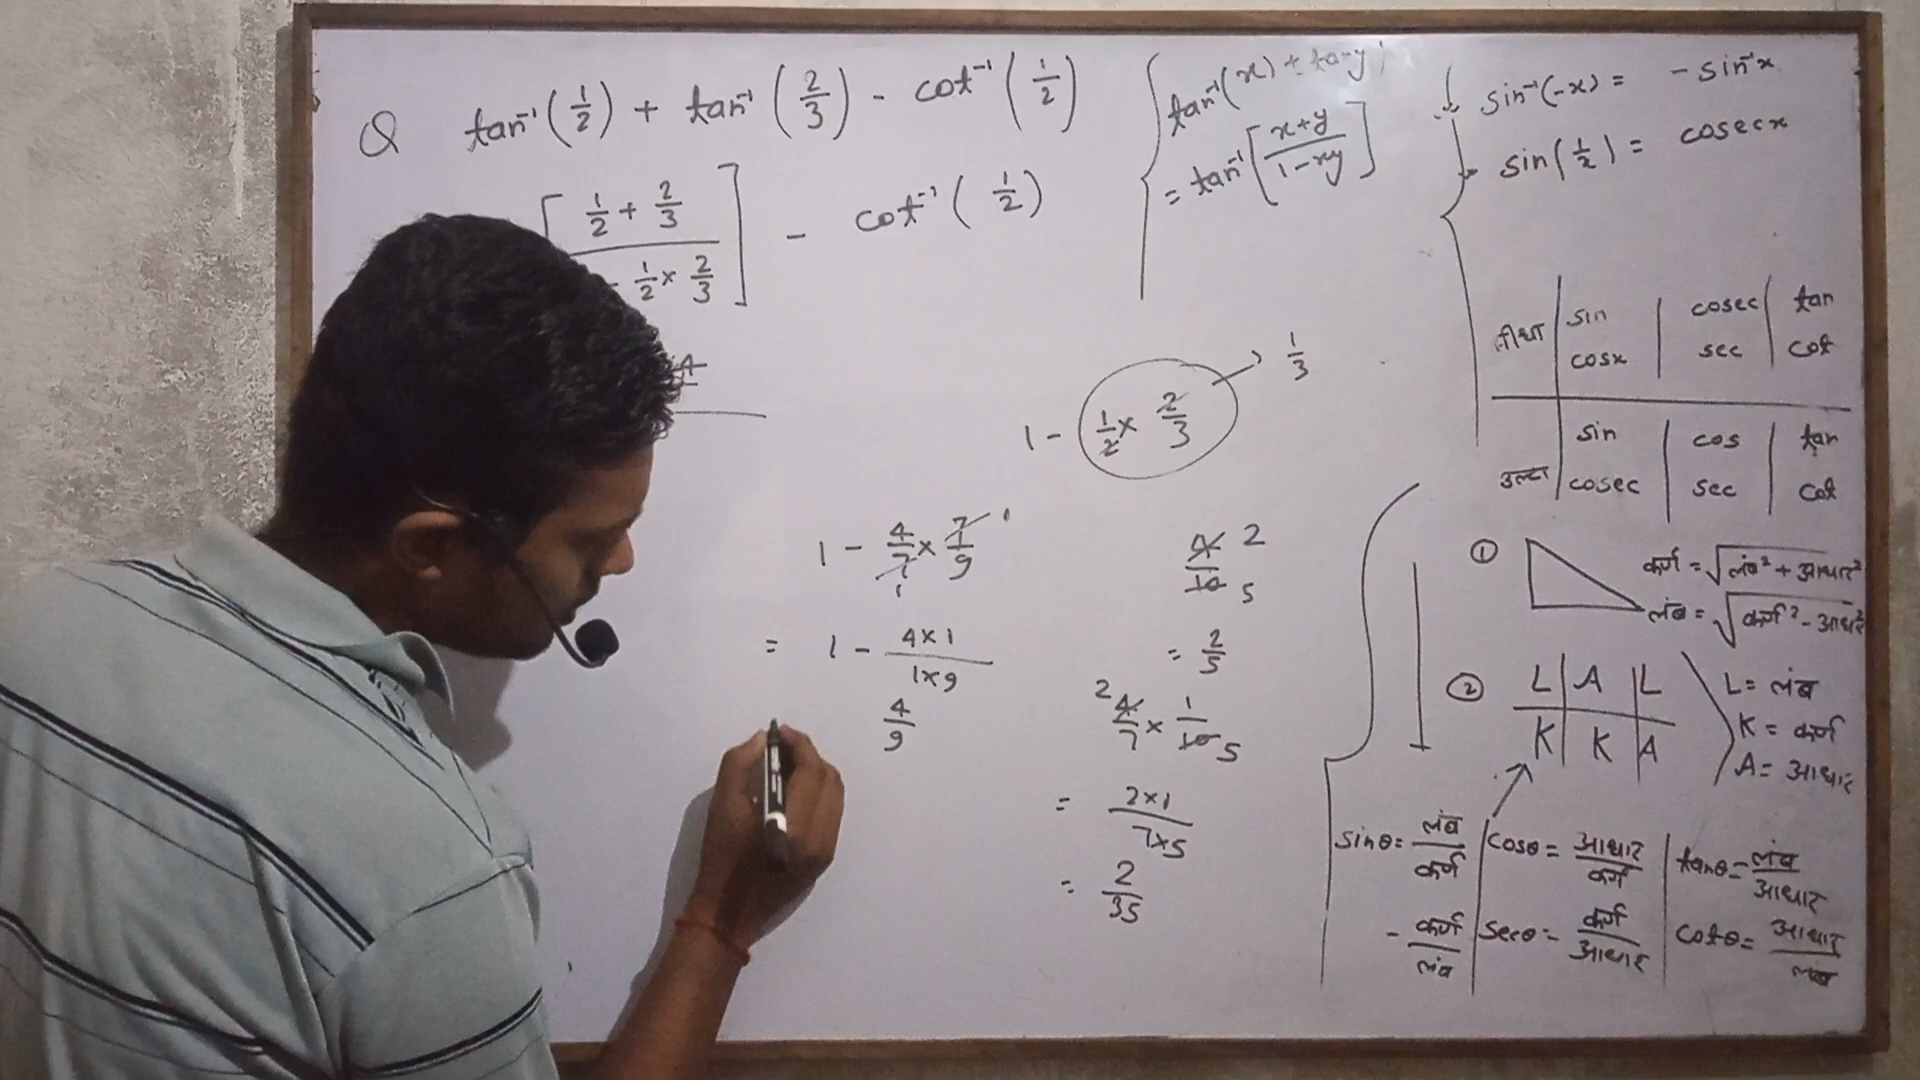 Q tan⁻¹(1/2) + tan⁻¹(2/3) - cot⁻¹(1/2)
[1/2 + 2/3 / - 1/2 × 2/3] - cot⁻¹(1/2)
1 - 1/2 × 2/3 → 1/3
1 - 4/7 × 7/9
= 1 - 4×1/1×9
4/9
4/10 2 5
= 2/5
2 4/7 × 1/10 5
= 2×1/7×5
= 2/35
tan⁻¹(x) + tan y
= tan⁻¹[x+y/1-xy]
sin⁻¹(-x) = - sin⁻¹x
sin(1/x) = cosec x
sin | cosec | tan
cosx | sec | cot
उल्टा sin | cos | tan
cosec | sec | cot
① कर्ण = √लंब² + आधार²
लंब = √कर्ण² - आधार²
② L | A | L
K | K | A
L = लंब
K = कर्ण
A = आधार
sinθ = लंब/कर्ण | cosθ = आधार/कर्ण | tanθ = लंब/आधार
- कर्ण/लंब | secθ = कर्ण/आधार | cotθ = आधार/लंब